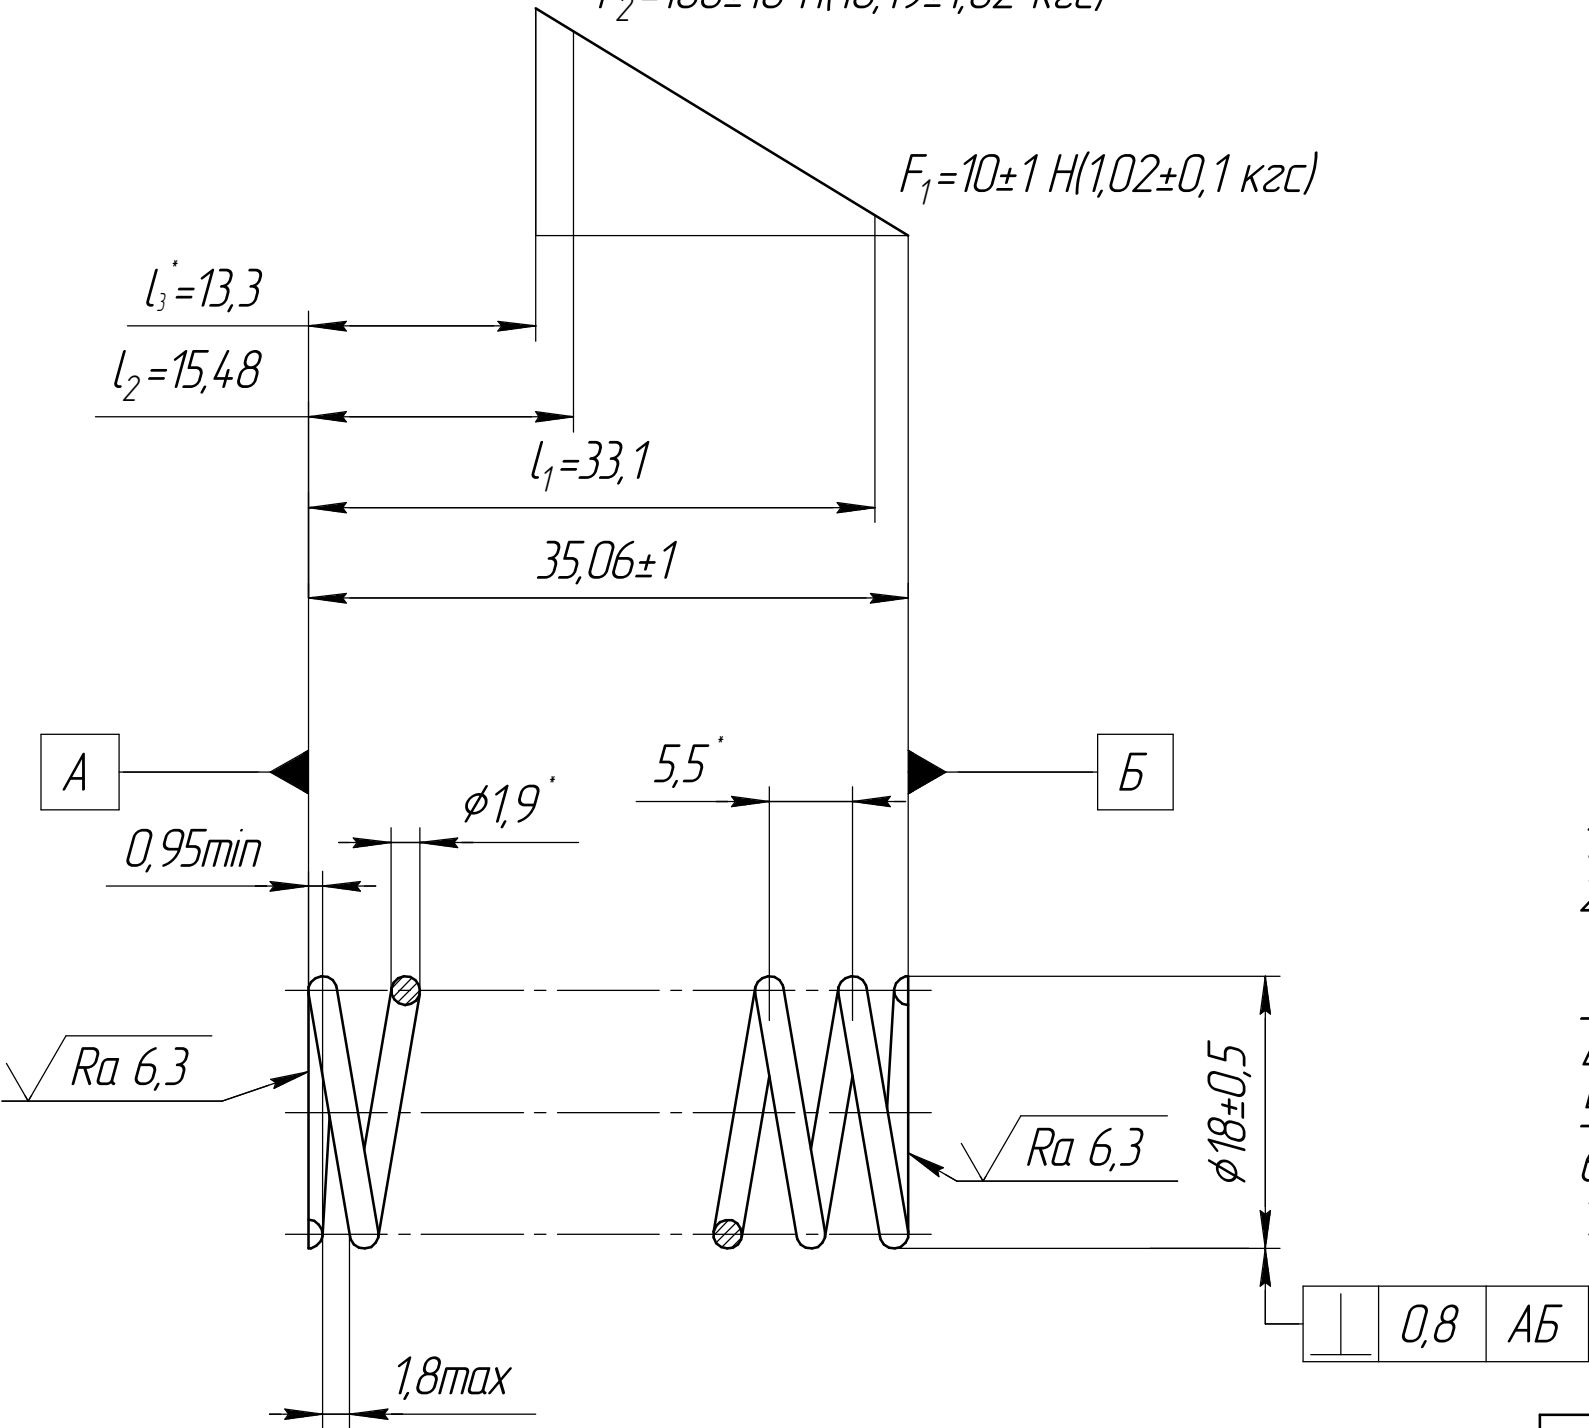 F₁=10±1 Н(1,02±0,1 кгс)
l₃*=13,3
l₂=15,48
l₁=33,1
35,06±1
А
5,5*
Б
ϕ1,9*
0,95min
Ra 6,3
ϕ18±0,5
Ra 6,3
0,8 АБ
1,8max